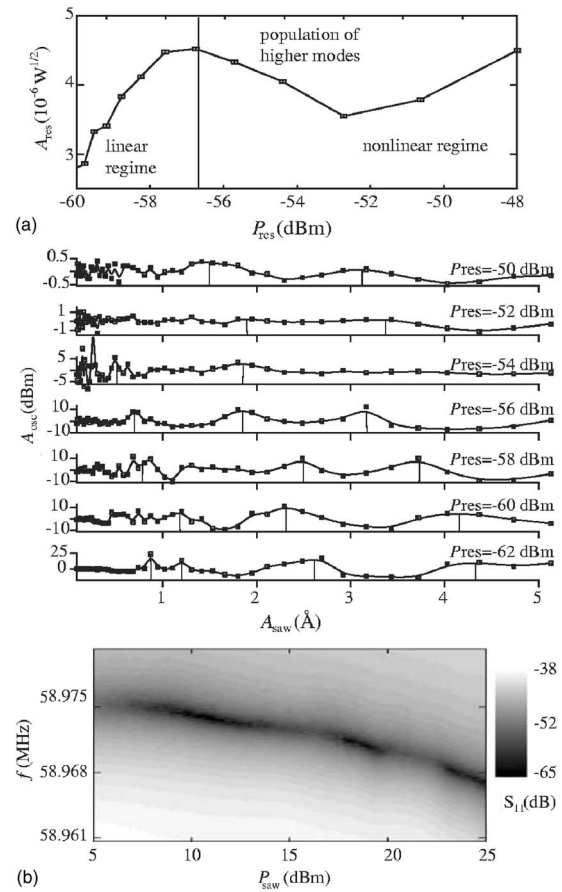 5
4
3
A_res (10^-6 W^1/2)
population of
higher modes
linear
regime
nonlinear regime
-60 -58 -56 -54 -52 -50 -48
(a)
P_res (dBm)
0.5
-0.5
Pres=-50 dBm
1
-1
Pres=-52 dBm
5
-5
Pres=-54 dBm
A_osc (dBm)
10
-10
Pres=-56 dBm
10
-10
Pres=-58 dBm
10
-10
Pres=-60 dBm
25
0
Pres=-62 dBm
1 2 3 4 5
A_saw (Å)
58.975
58.968
58.961
f (MHz)
-38
-52
-65
S_11 (dB)
5 10 15 20 25
(b)
P_saw (dBm)